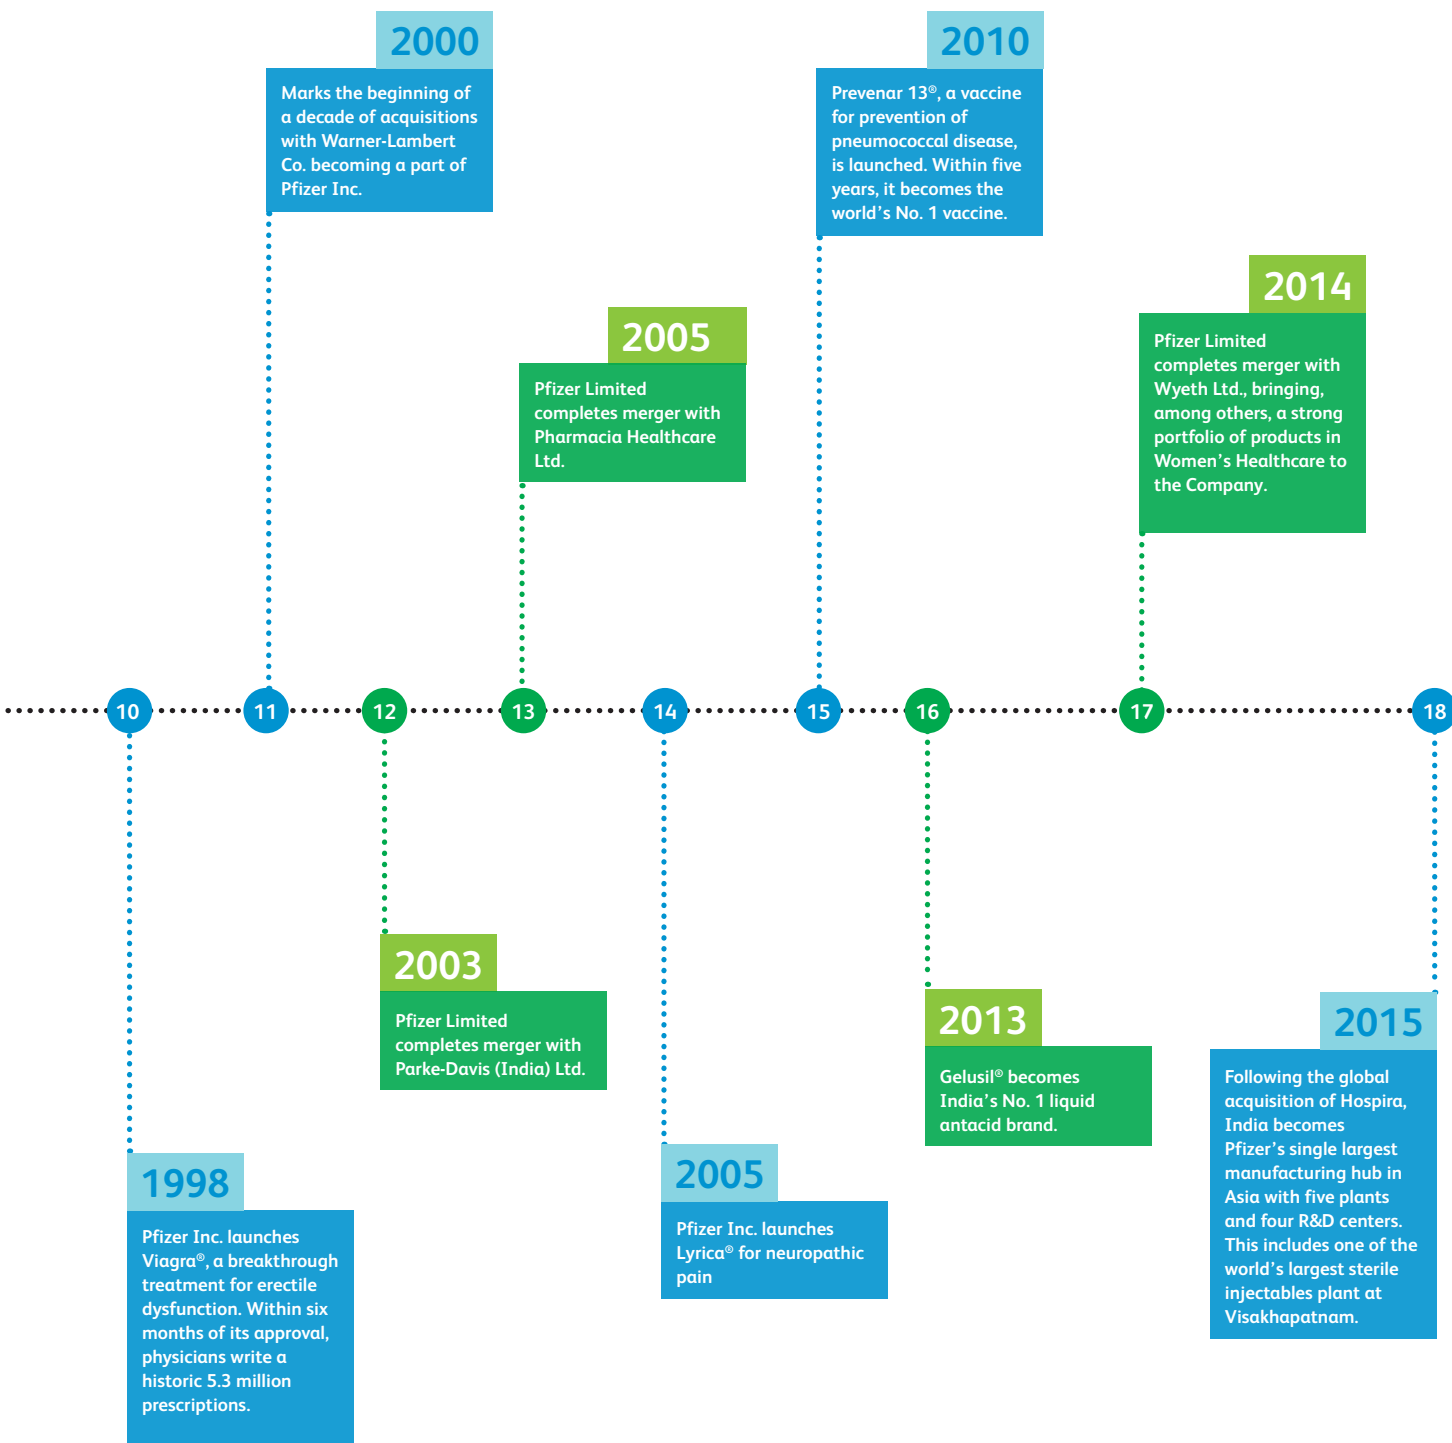 2000
Marks the beginning of
a decade of acquisitions
with Warner-Lambert
Co. becoming a part of
Pfizer Inc.
2010
Prevenar 13®, a vaccine
for prevention of
pneumococcal disease,
is launched. Within five
years, it becomes the
world’s No. 1 vaccine.
2005
Pfizer Limited
completes merger with
Pharmacia Healthcare
Ltd.
2014
Pfizer Limited
completes merger with
Wyeth Ltd., bringing,
among others, a strong
portfolio of products in
Women’s Healthcare to
the Company.
10 11 12 13 14 15 16 17 18
2003
Pfizer Limited
completes merger with
Parke-Davis (India) Ltd.
2013
Gelusil® becomes
India’s No. 1 liquid
antacid brand.
2015
Following the global
acquisition of Hospira,
India becomes
Pfizer’s single largest
manufacturing hub in
Asia with five plants
and four R&D centers.
This includes one of the
world’s largest sterile
injectables plant at
Visakhapatnam.
1998
Pfizer Inc. launches
Viagra®, a breakthrough
treatment for erectile
dysfunction. Within six
months of its approval,
physicians write a
historic 5.3 million
prescriptions.
2005
Pfizer Inc. launches
Lyrica® for neuropathic
pain